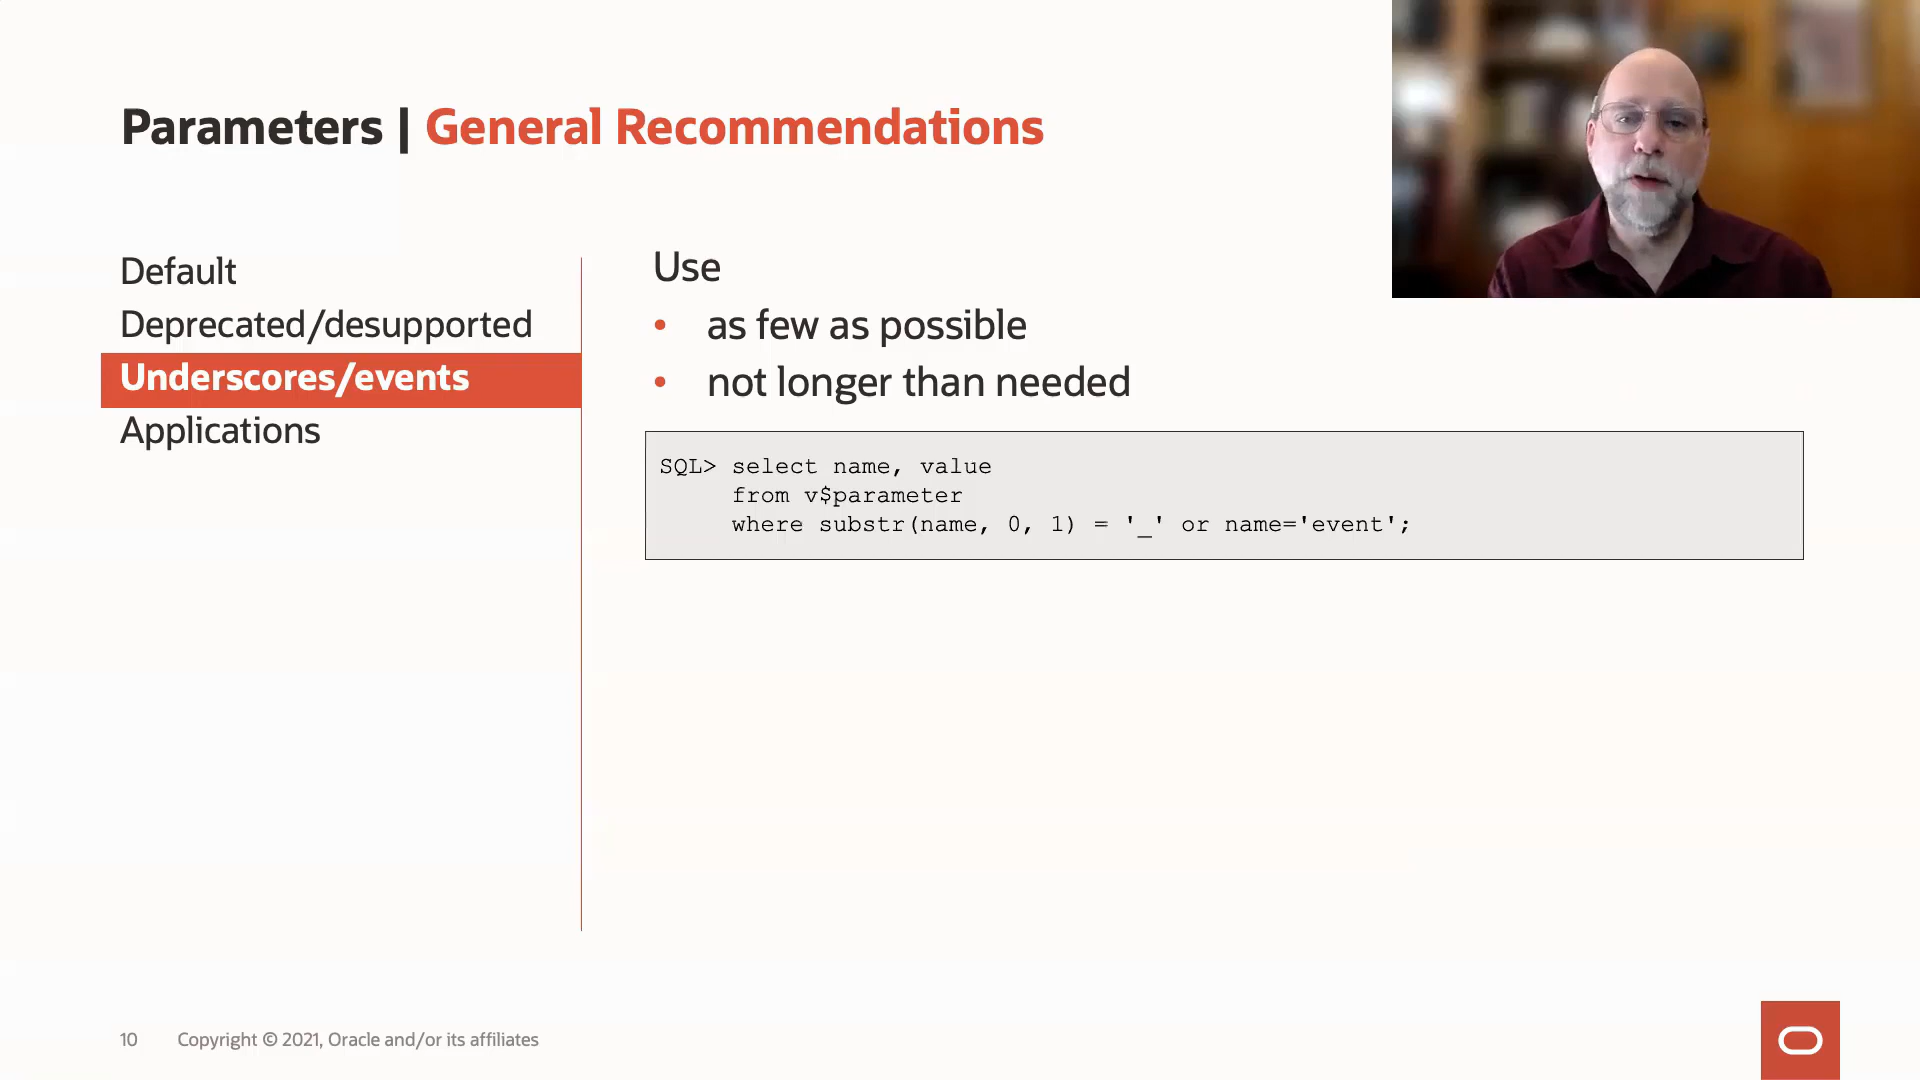 Parameters | General Recommendations
Default
Deprecated/desupported
Underscores/events
Applications
Use
• as few as possible
• not longer than needed
SQL> select name, value
from v$parameter
where substr(name, 0, 1) = '_' or name='event';
10 Copyright © 2021, Oracle and/or its affiliates